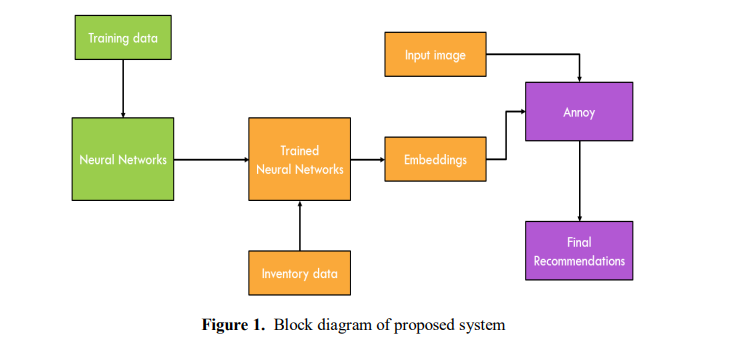 Training data
Input image
Annoy
Neural Networks
Trained
Neural Networks
Embeddings
Inventory data
Final
Recommendations
Figure 1. Block diagram of proposed system